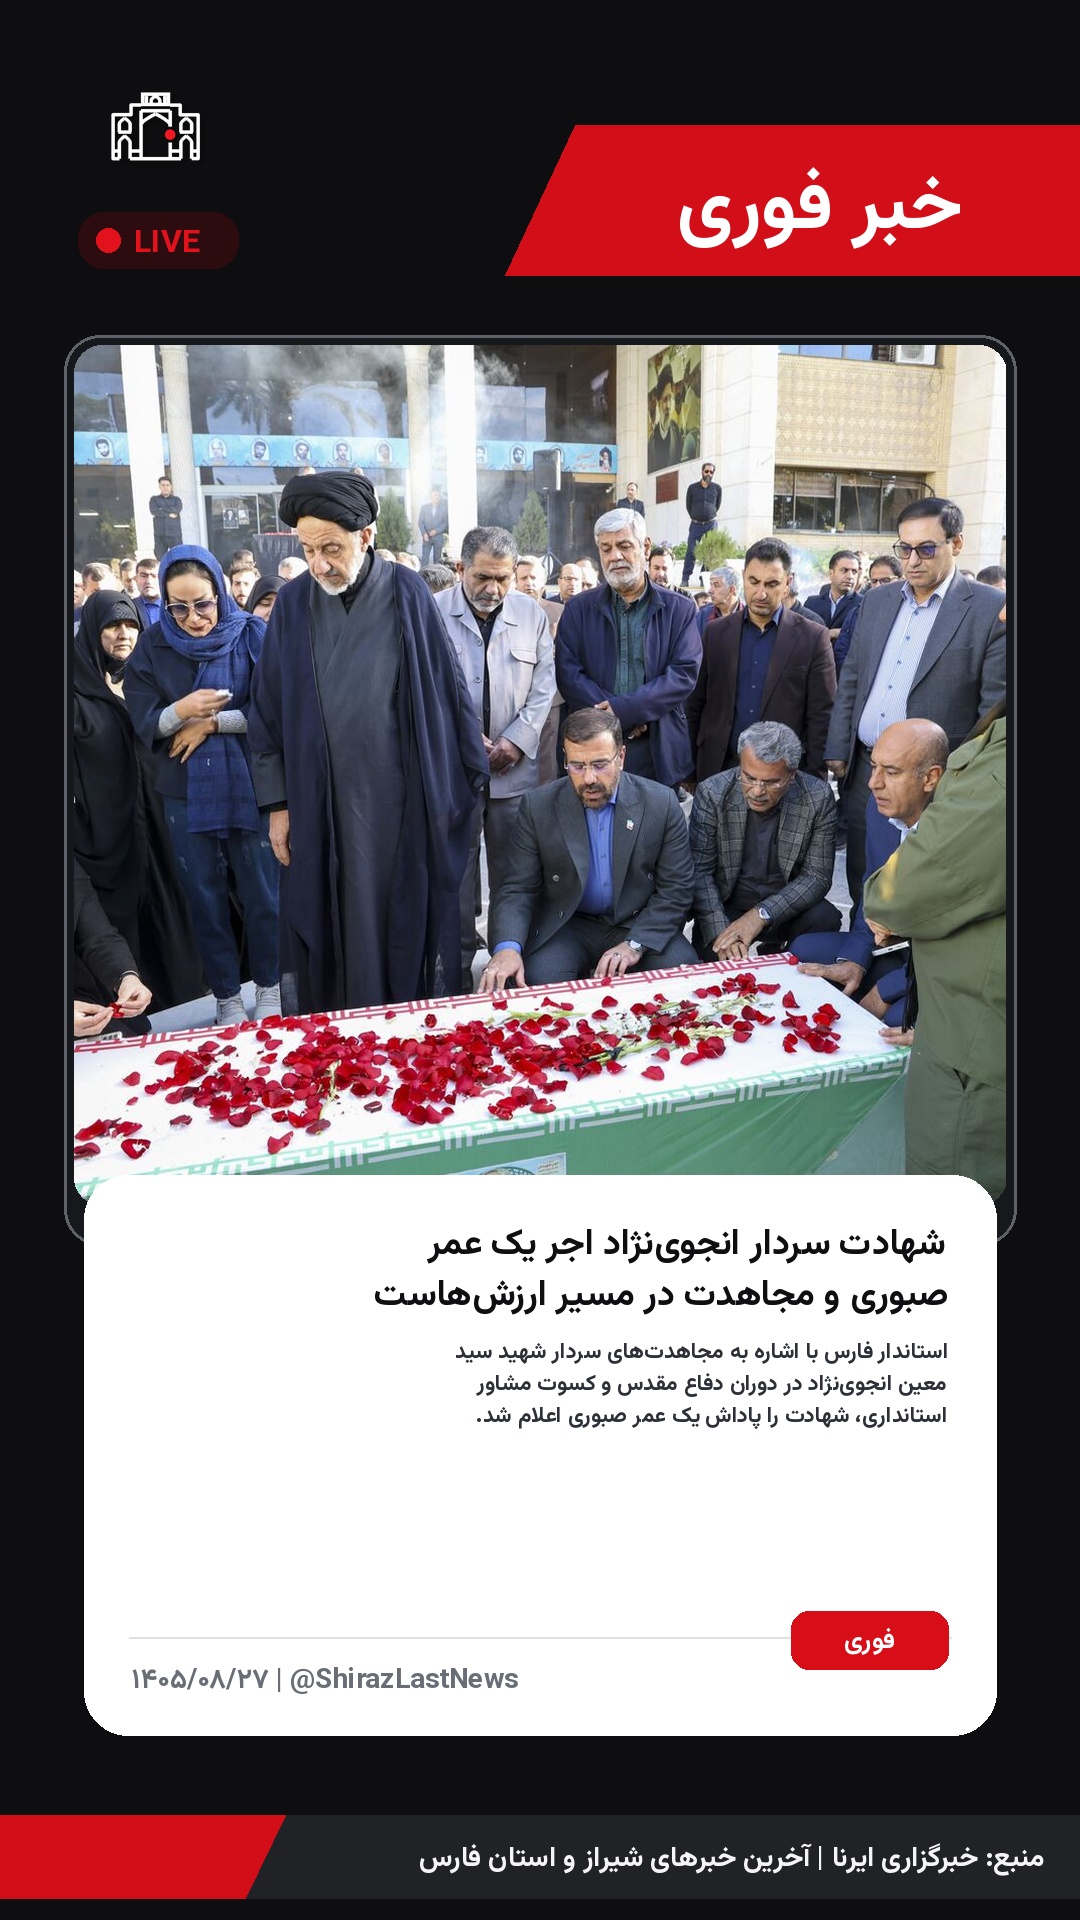 خبر فوری
LIVE
شهادت سردار انجوی‌نژاد اجر یک عمر
صبوری و مجاهدت در مسیر ارزش‌هاست
استاندار فارس با اشاره به مجاهدت‌های سردار شهید سید
معین انجوی‌نژاد در دوران دفاع مقدس و کسوت مشاور
استانداری، شهادت را پاداش یک عمر صبوری اعلام شد.
فوری
۱۴۰۵/۰۸/۲۷ | @ShirazLastNews
منبع: خبرگزاری ایرنا | آخرین خبرهای شیراز و استان فارس